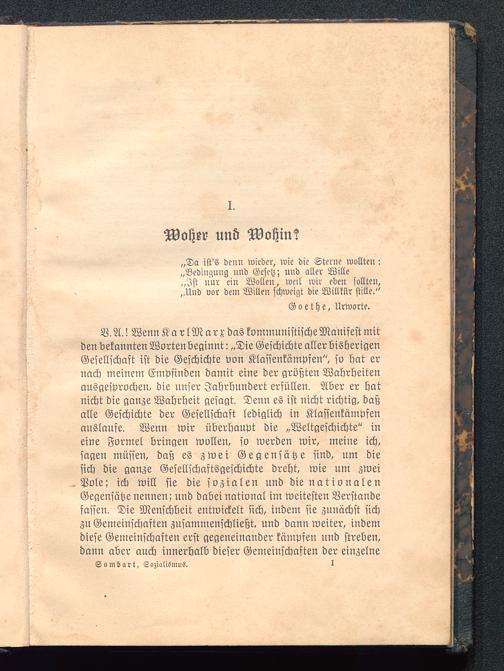 I.
Woher und Wohin?
„Da ist's denn wieder, wie die Sterne wollten:
„Bedingung und Gesetz; und aller Wille
„Ist nur ein Wollen, weil wir eben sollten,
„Und vor dem Willen schweigt die Willkür stille.“
Goethe, Urworte.
V. A.! Wenn Karl Marx das kommunistische Manifest mit
den bekannten Worten beginnt: „Die Geschichte aller bisherigen
Gesellschaft ist die Geschichte von Klassenkämpfen“, so hat er
nach meinem Empfinden damit eine der größten Wahrheiten
ausgesprochen, die unser Jahrhundert erfüllen. Aber er hat
nicht die ganze Wahrheit gesagt. Denn es ist nicht richtig, daß
alle Geschichte der Gesellschaft lediglich in Klassenkämpfen
auslaufe. Wenn wir überhaupt die „Weltgeschichte“ in
eine Formel bringen wollen, so werden wir, meine ich,
sagen müssen, daß es zwei Gegensätze sind, um die
sich die ganze Gesellschaftsgeschichte dreht, wie um zwei
Pole; ich will sie die sozialen und die nationalen
Gegensätze nennen; und dabei national im weitesten Verstande
fassen. Die Menschheit entwickelt sich, indem sie zunächst sich
zu Gemeinschaften zusammenschließt, und dann weiter, indem
diese Gemeinschaften erst gegeneinander kämpfen und streben,
dann aber auch innerhalb dieser Gemeinschaften der einzelne
Sombart, Sozialismus. 1